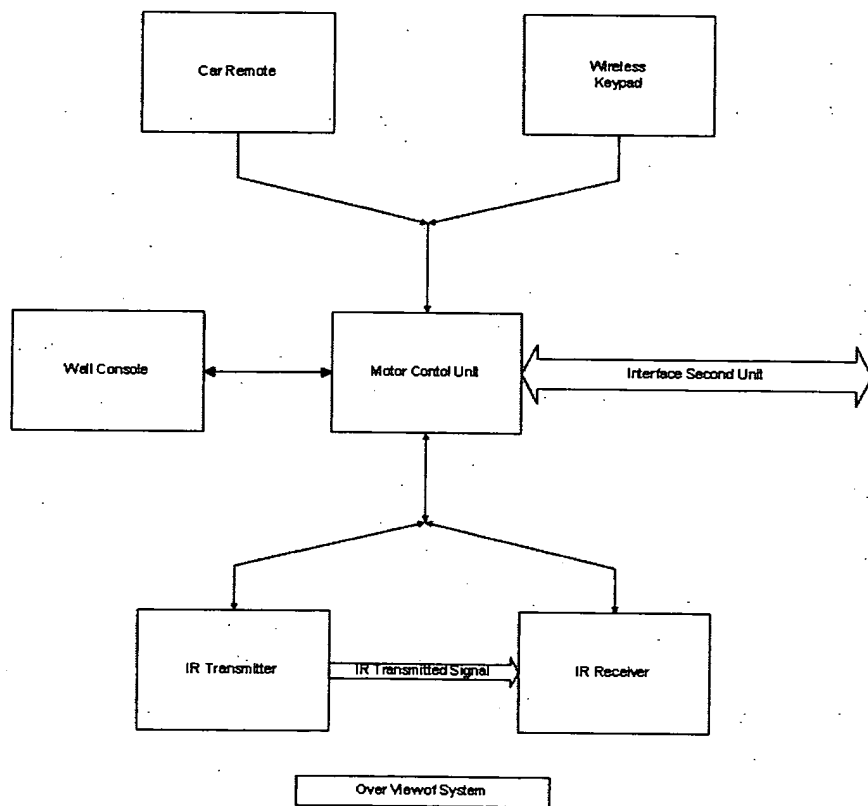 Car Remote
Wireless
Keypad
Wall Console
Motor Contol Unit
Interface Second Unit
IR Transmitter
IR Transmitted Signal
IR Receiver
Over Viewof System